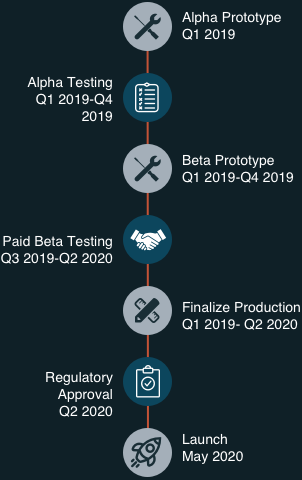 Alpha Prototype
Q1 2019
Alpha Testing
Q1 2019-Q4
2019
Beta Prototype
Q1 2019-Q4 2019
Paid Beta Testing
Q3 2019-Q2 2020
Finalize Production
Q1 2019- Q2 2020
Regulatory
Approval
Q2 2020
Launch
May 2020